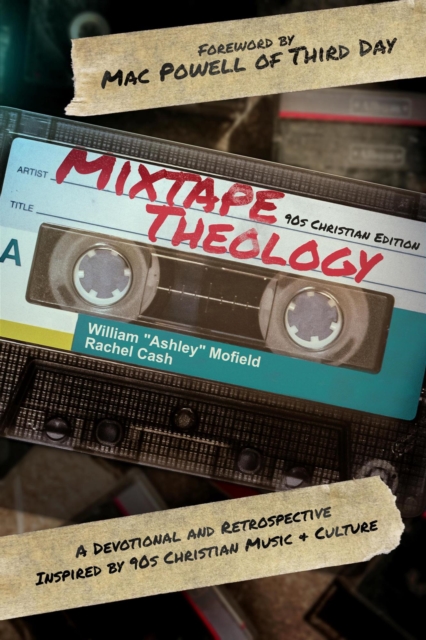 FOREWORD BY
MAC POWELL OF THIRD DAY
ARTIST
MIXTAPE
TITLE
THEOLOGY
90S CHRISTIAN EDITION
A
William "Ashley" Mofield
Rachel Cash
A DEVOTIONAL AND RETROSPECTIVE
INSPIRED BY 90S CHRISTIAN MUSIC & CULTURE